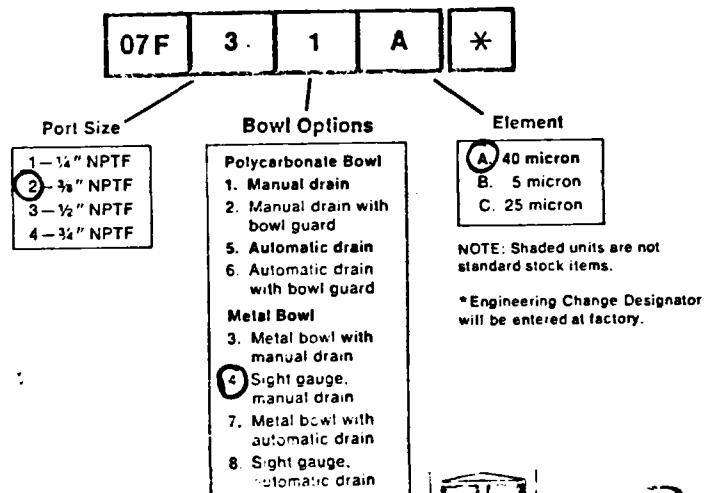 07F 3 1 A *
Port Size
1 – 1/4" NPTF
2 – 3/8" NPTF
3 – 1/2" NPTF
4 – 3/4" NPTF
Bowl Options
Polycarbonate Bowl
1. Manual drain
2. Manual drain with
bowl guard
5. Automatic drain
6. Automatic drain
with bowl guard
Metal Bowl
3. Metal bowl with
manual drain
4 Sight gauge,
manual drain
7. Metal bowl with
automatic drain
8. Sight gauge,
automatic drain
Element
A. 40 micron
B. 5 micron
C. 25 micron
NOTE: Shaded units are not
standard stock items.
*Engineering Change Designator
will be entered at factory.